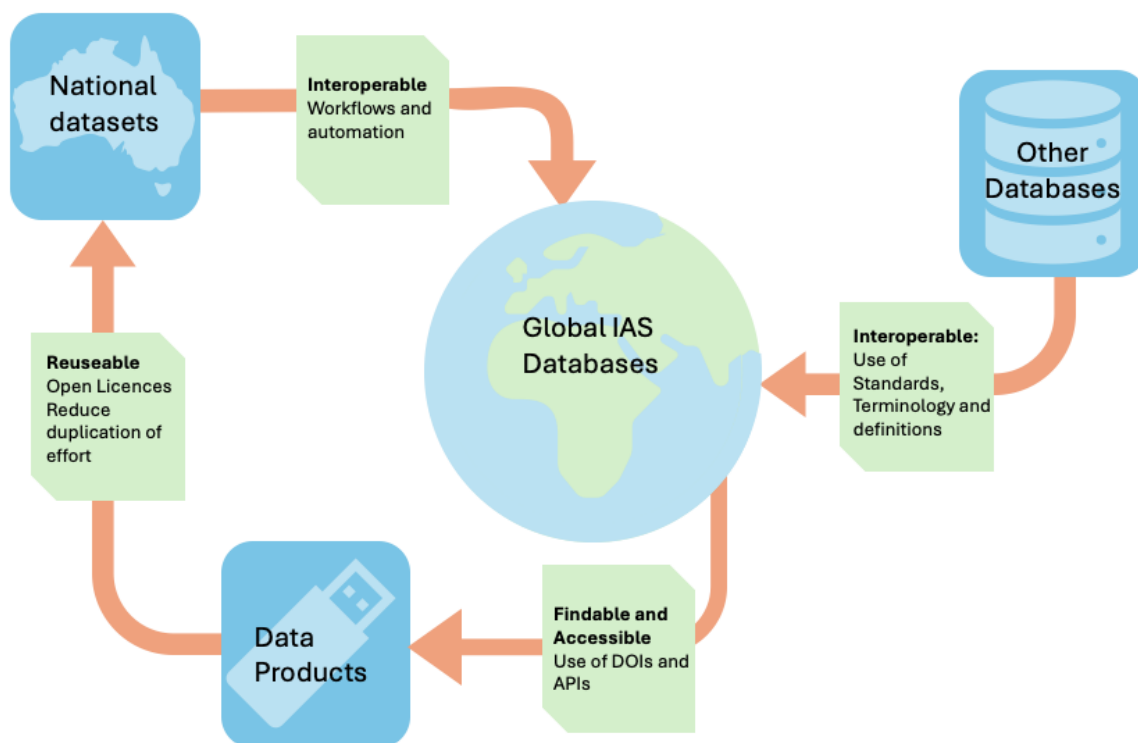 National
datasets
Interoperable
Workflows and
automation
Other
Databases
Global IAS
Databases
Interoperable:
Use of
Standards,
Terminology and
definitions
Reuseable
Open Licences
Reduce
duplication of
effort
Findable and
Accessible
Use of DOIs and
APIs
Data
Products